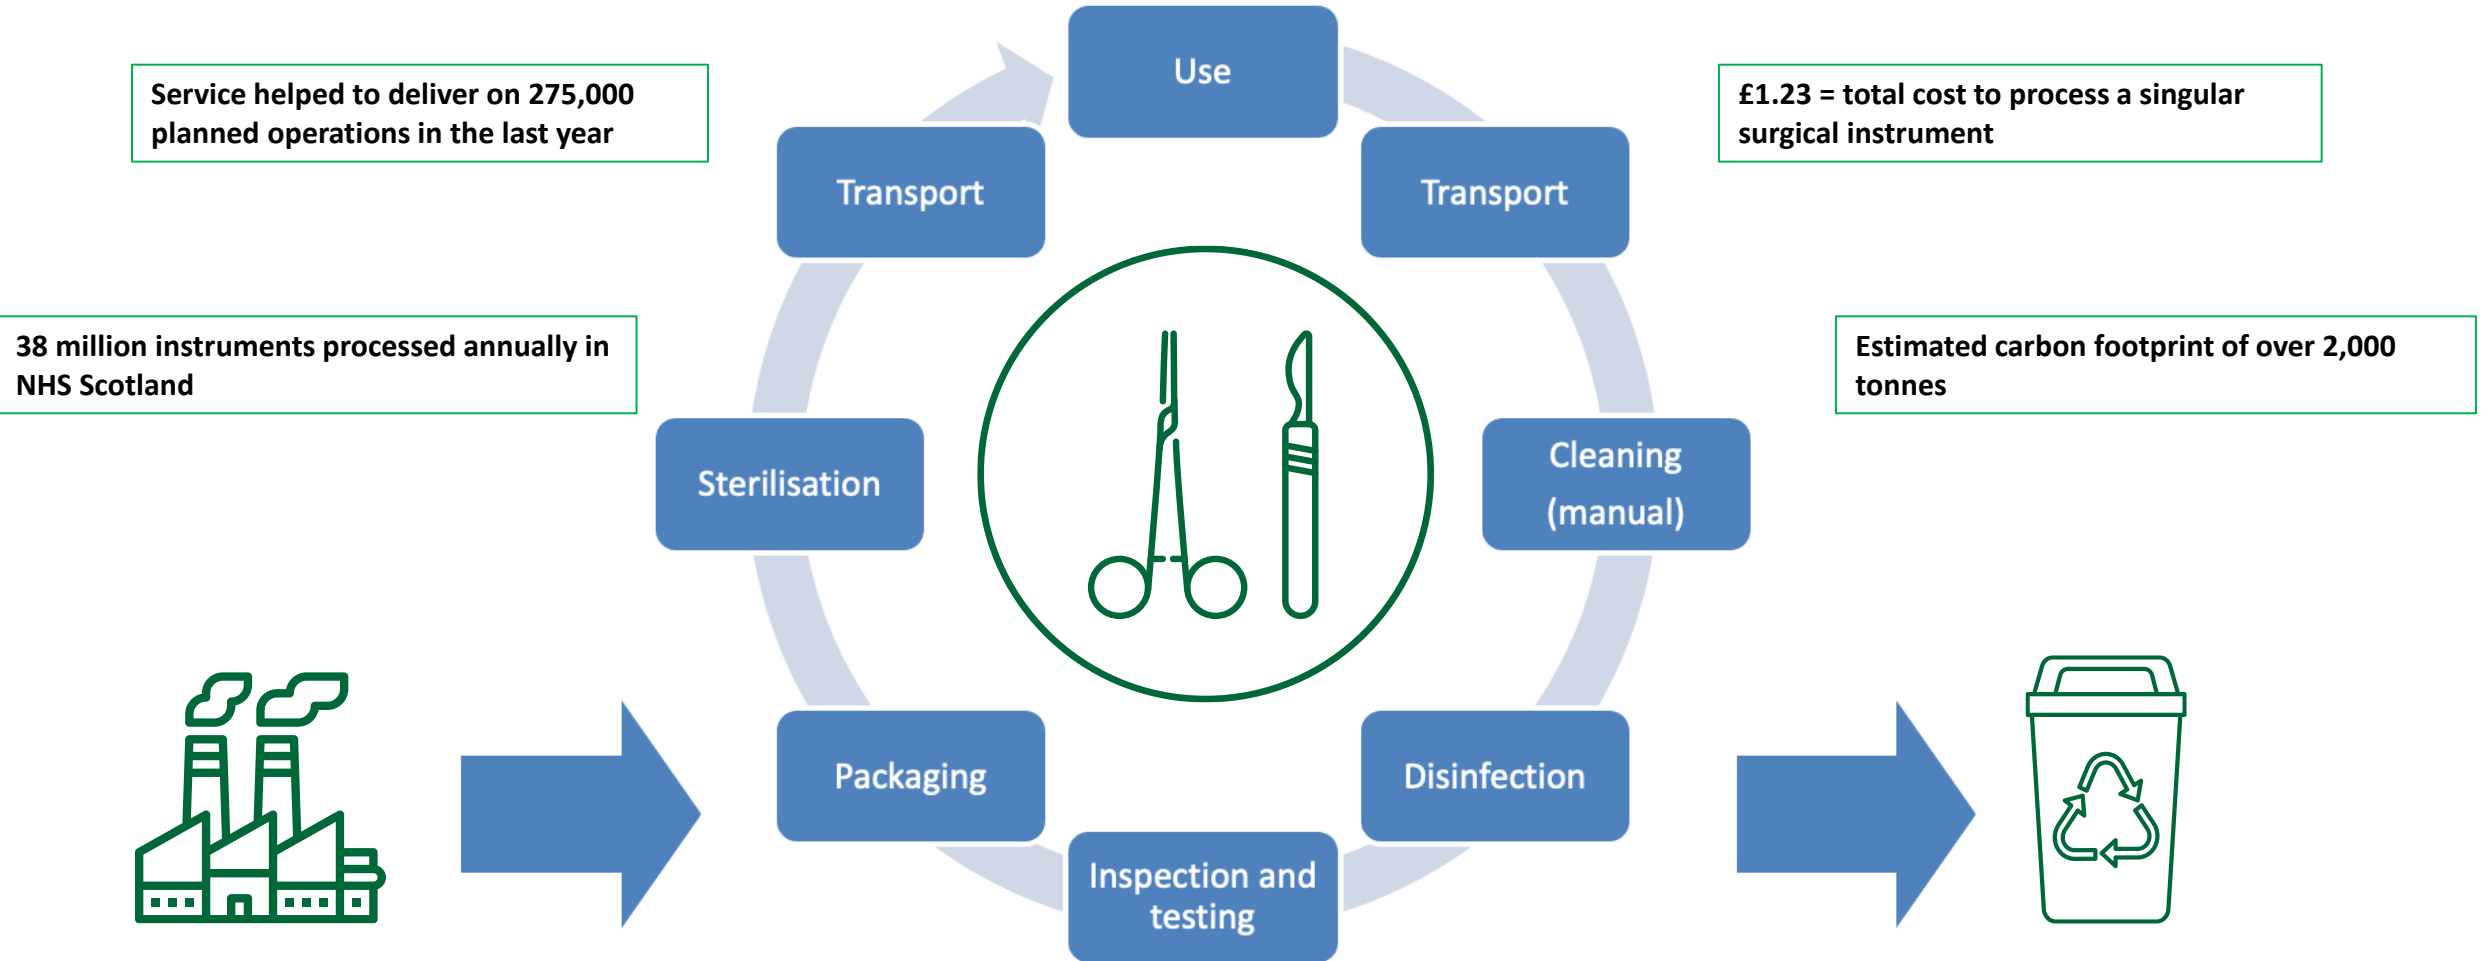 Service helped to deliver on 275,000
planned operations in the last year
38 million instruments processed annually in
NHS Scotland
£1.23 = total cost to process a singular
surgical instrument
Estimated carbon footprint of over 2,000
tonnes
Use
Transport
Cleaning
(manual)
Disinfection
Inspection and
testing
Packaging
Sterilisation
Transport